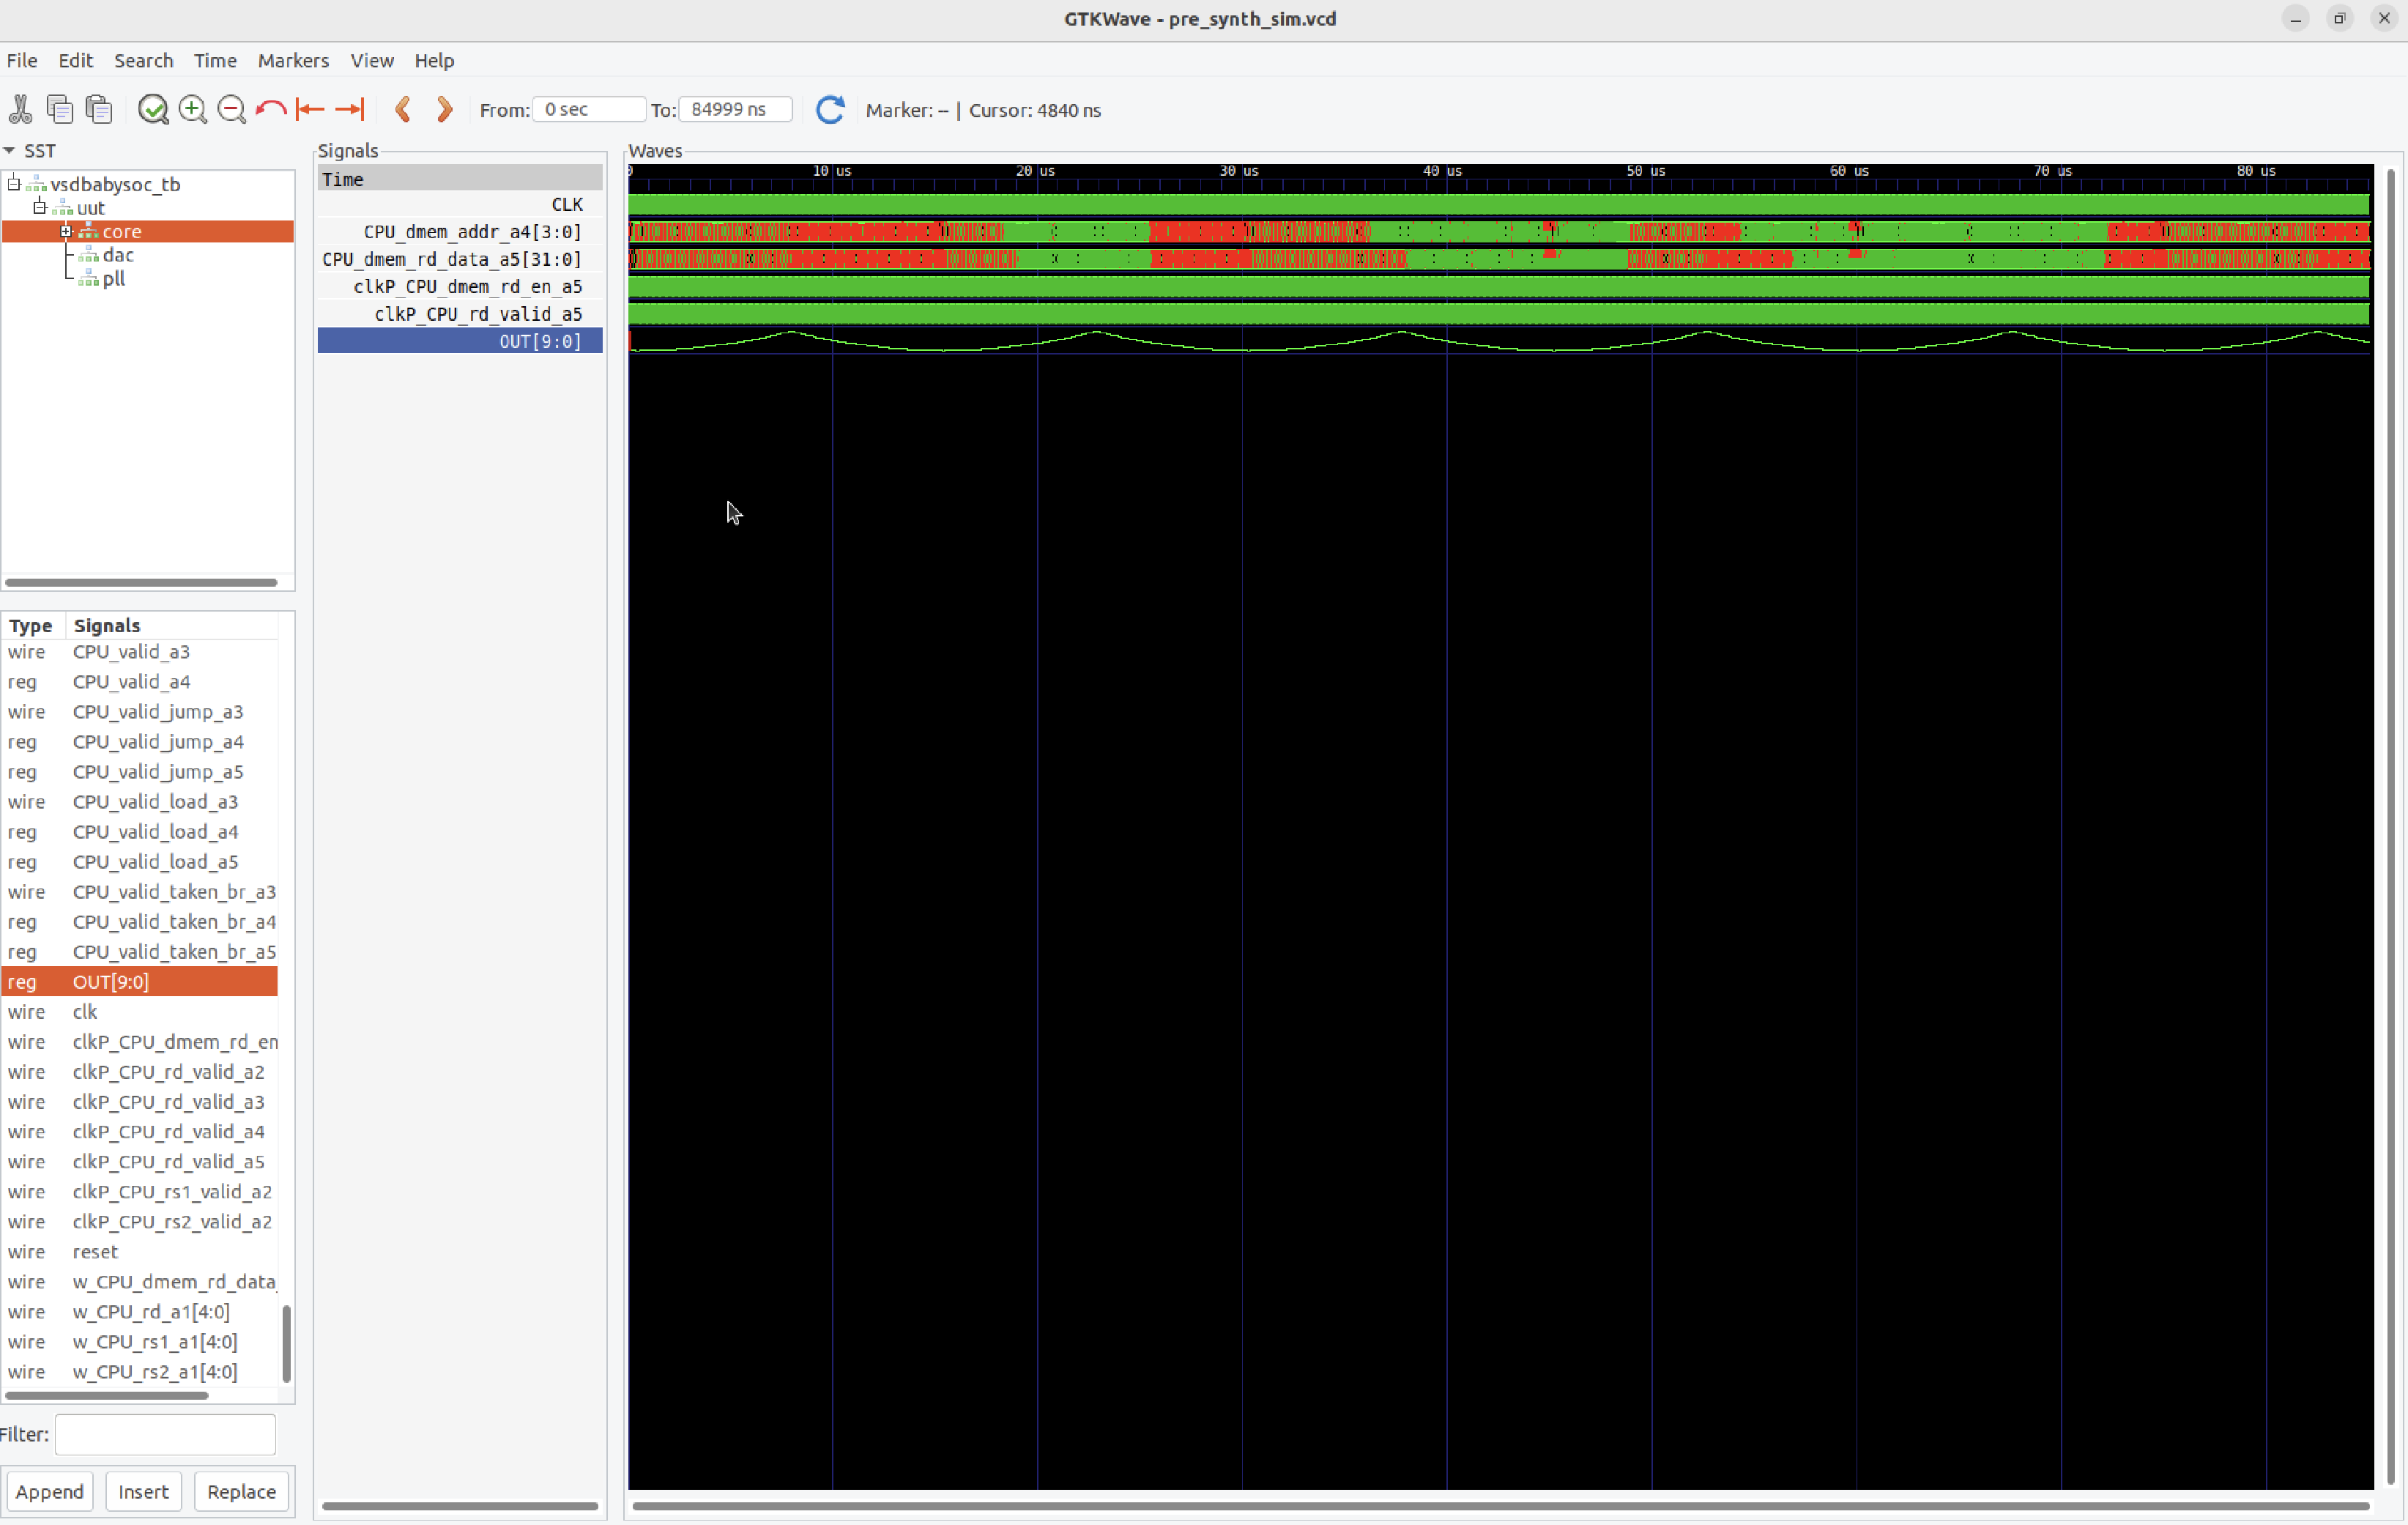 GTKWave - pre_synth_sim.vcd
File Edit Search Time Markers View Help
From: 0 sec To: 84999 ns Marker: -- | Cursor: 4840 ns
SST
vsdbabysoc_tb
uut
core
dac
pll
Type Signals
wire CPU_valid_a3
reg CPU_valid_a4
wire CPU_valid_jump_a3
reg CPU_valid_jump_a4
reg CPU_valid_jump_a5
wire CPU_valid_load_a3
reg CPU_valid_load_a4
reg CPU_valid_load_a5
wire CPU_valid_taken_br_a3
reg CPU_valid_taken_br_a4
reg CPU_valid_taken_br_a5
reg OUT[9:0]
wire clk
wire clkP_CPU_dmem_rd_en
wire clkP_CPU_rd_valid_a2
wire clkP_CPU_rd_valid_a3
wire clkP_CPU_rd_valid_a4
wire clkP_CPU_rd_valid_a5
wire clkP_CPU_rs1_valid_a2
wire clkP_CPU_rs2_valid_a2
wire reset
wire w_CPU_dmem_rd_data_
wire w_CPU_rd_a1[4:0]
wire w_CPU_rs1_a1[4:0]
wire w_CPU_rs2_a1[4:0]
Filter:
Append Insert Replace
Signals
Time
CLK
CPU_dmem_addr_a4[3:0]
CPU_dmem_rd_data_a5[31:0]
clkP_CPU_dmem_rd_en_a5
clkP_CPU_rd_valid_a5
OUT[9:0]
Waves
0 10 us 20 us 30 us 40 us 50 us 60 us 70 us 80 us